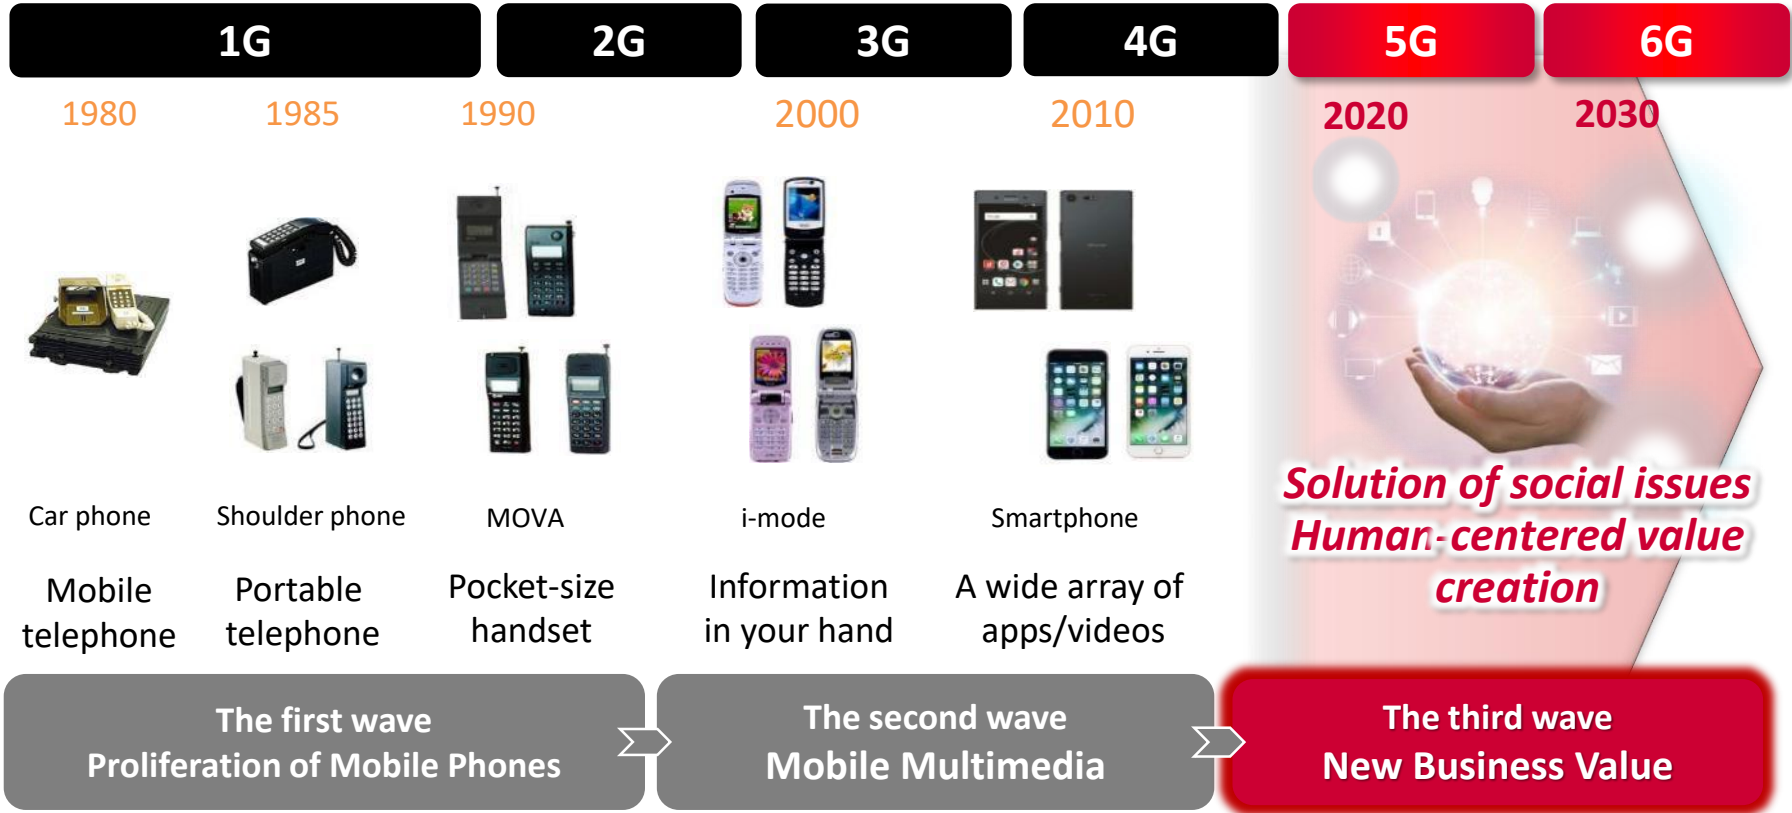 1G
2G
3G
4G
5G
6G
1980
1985
1990
2000
2010
2020
2030
Car phone
Shoulder phone
MOVA
i-mode
Smartphone
Solution of social issues
Human-centered value
creation
Mobile
telephone
Portable
telephone
Pocket-size
handset
Information
in your hand
A wide array of
apps/videos
The first wave
Proliferation of Mobile Phones
The second wave
Mobile Multimedia
The third wave
New Business Value